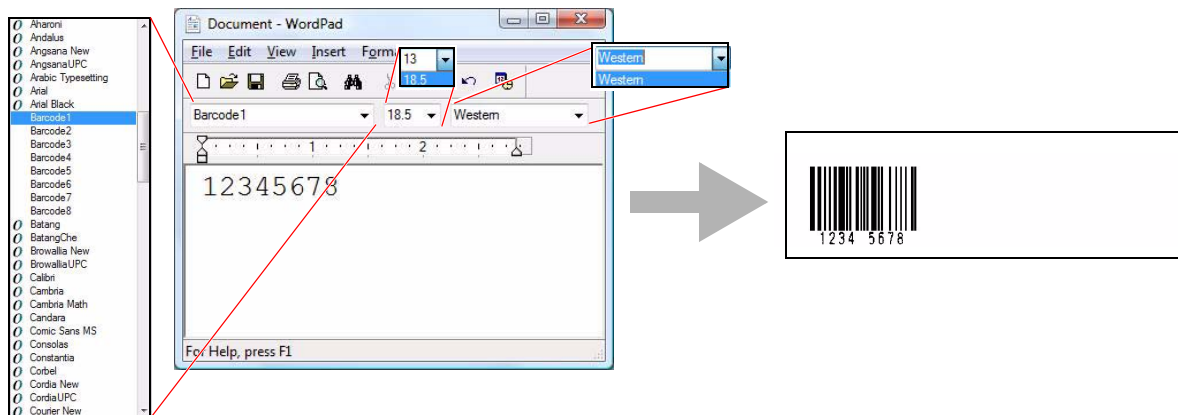 Aharoni
Andalus
Angsana New
AngsanaUPC
Arabic Typesetting
Arial
Arial Black
Barcode1
Barcode2
Barcode3
Barcode4
Barcode5
Barcode6
Barcode7
Barcode8
Batang
BatangChe
Browallia New
BrowalliaUPC
Calibri
Cambria
Cambria Math
Candara
Comic Sans MS
Consolas
Constantia
Corbel
Cordia New
CordiaUPC
Courier New
Document - WordPad
File Edit View Insert Form
13
18.5
Western
Western
Barcode1 18.5 Western
1 2
12345678
For Help, press F1
1234 5678